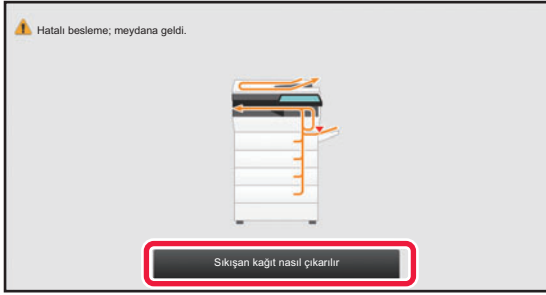 Hatalı besleme; meydana geldi.
Sıkışan kağıt nasıl çıkarılır